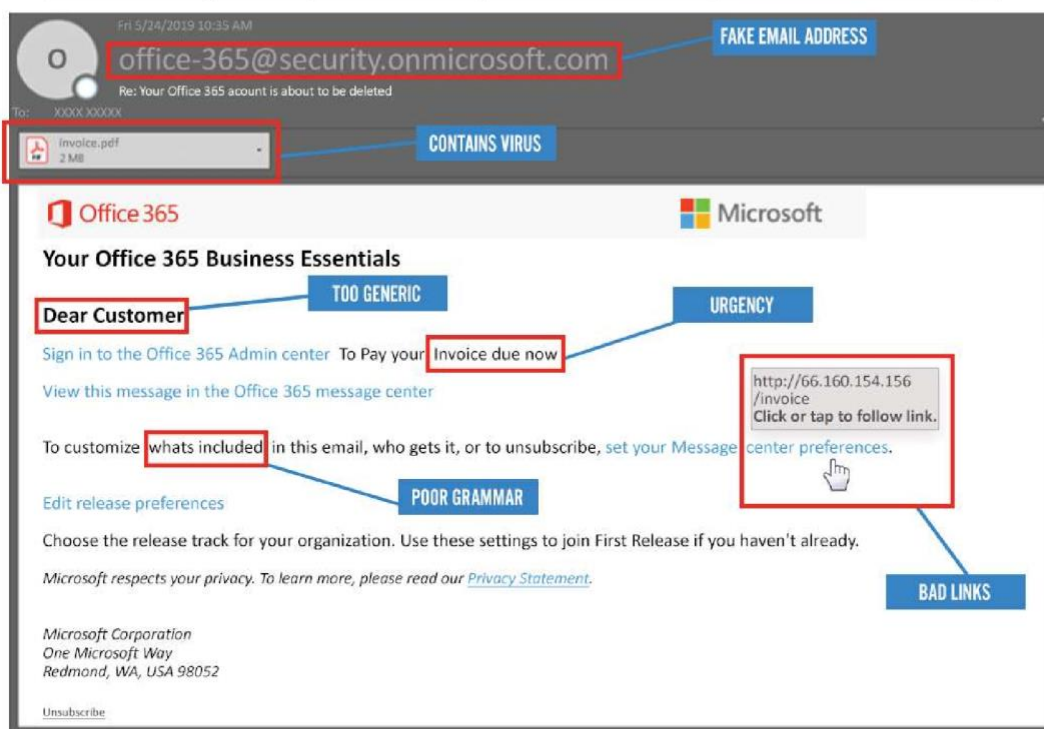 Fri 5/24/2019 10:35 AM
FAKE EMAIL ADDRESS
O
office-365@security.onmicrosoft.com
Re: Your Office 365 acount is about to be deleted
To: XXXX XXXXX
invoice.pdf
2 MB
CONTAINS VIRUS
Office 365
Microsoft
Your Office 365 Business Essentials
TOO GENERIC
URGENCY
Dear Customer
Sign in to the Office 365 Admin center To Pay your Invoice due now
View this message in the Office 365 message center
http://66.160.154.156
/invoice
Click or tap to follow link.
To customize whats included in this email, who gets it, or to unsubscribe, set your Message center preferences.
POOR GRAMMAR
Edit release preferences
Choose the release track for your organization. Use these settings to join First Release if you haven't already.
Microsoft respects your privacy. To learn more, please read our Privacy Statement.
BAD LINKS
Microsoft Corporation
One Microsoft Way
Redmond, WA, USA 98052
Unsubscribe